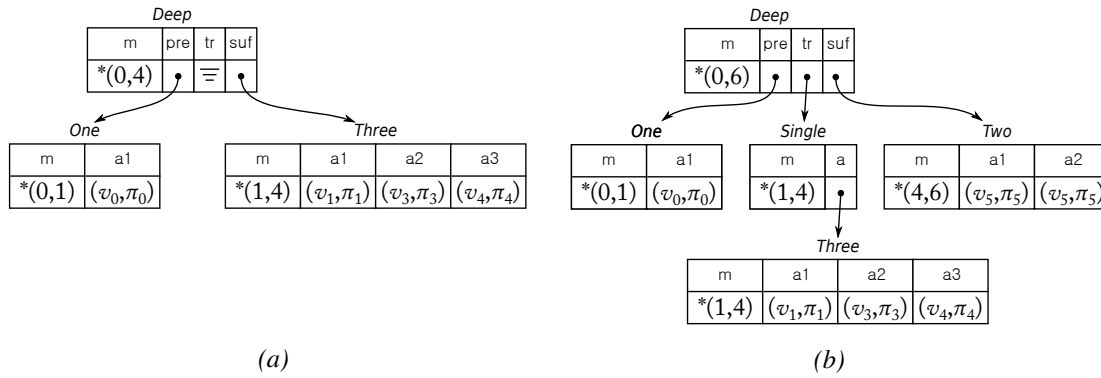 Deep
m pre tr suf
*(0,4)
One
m a1
*(0,1) (v₀,π₀)
Three
m a1 a2 a3
*(1,4) (v₁,π₁) (v₃,π₃) (v₄,π₄)
(a)
Deep
m pre tr suf
*(0,6)
One
m a1
*(0,1) (v₀,π₀)
Single
m a
*(1,4)
Two
m a1 a2
*(4,6) (v₅,π₅) (v₅,π₅)
Three
m a1 a2 a3
*(1,4) (v₁,π₁) (v₃,π₃) (v₄,π₄)
(b)